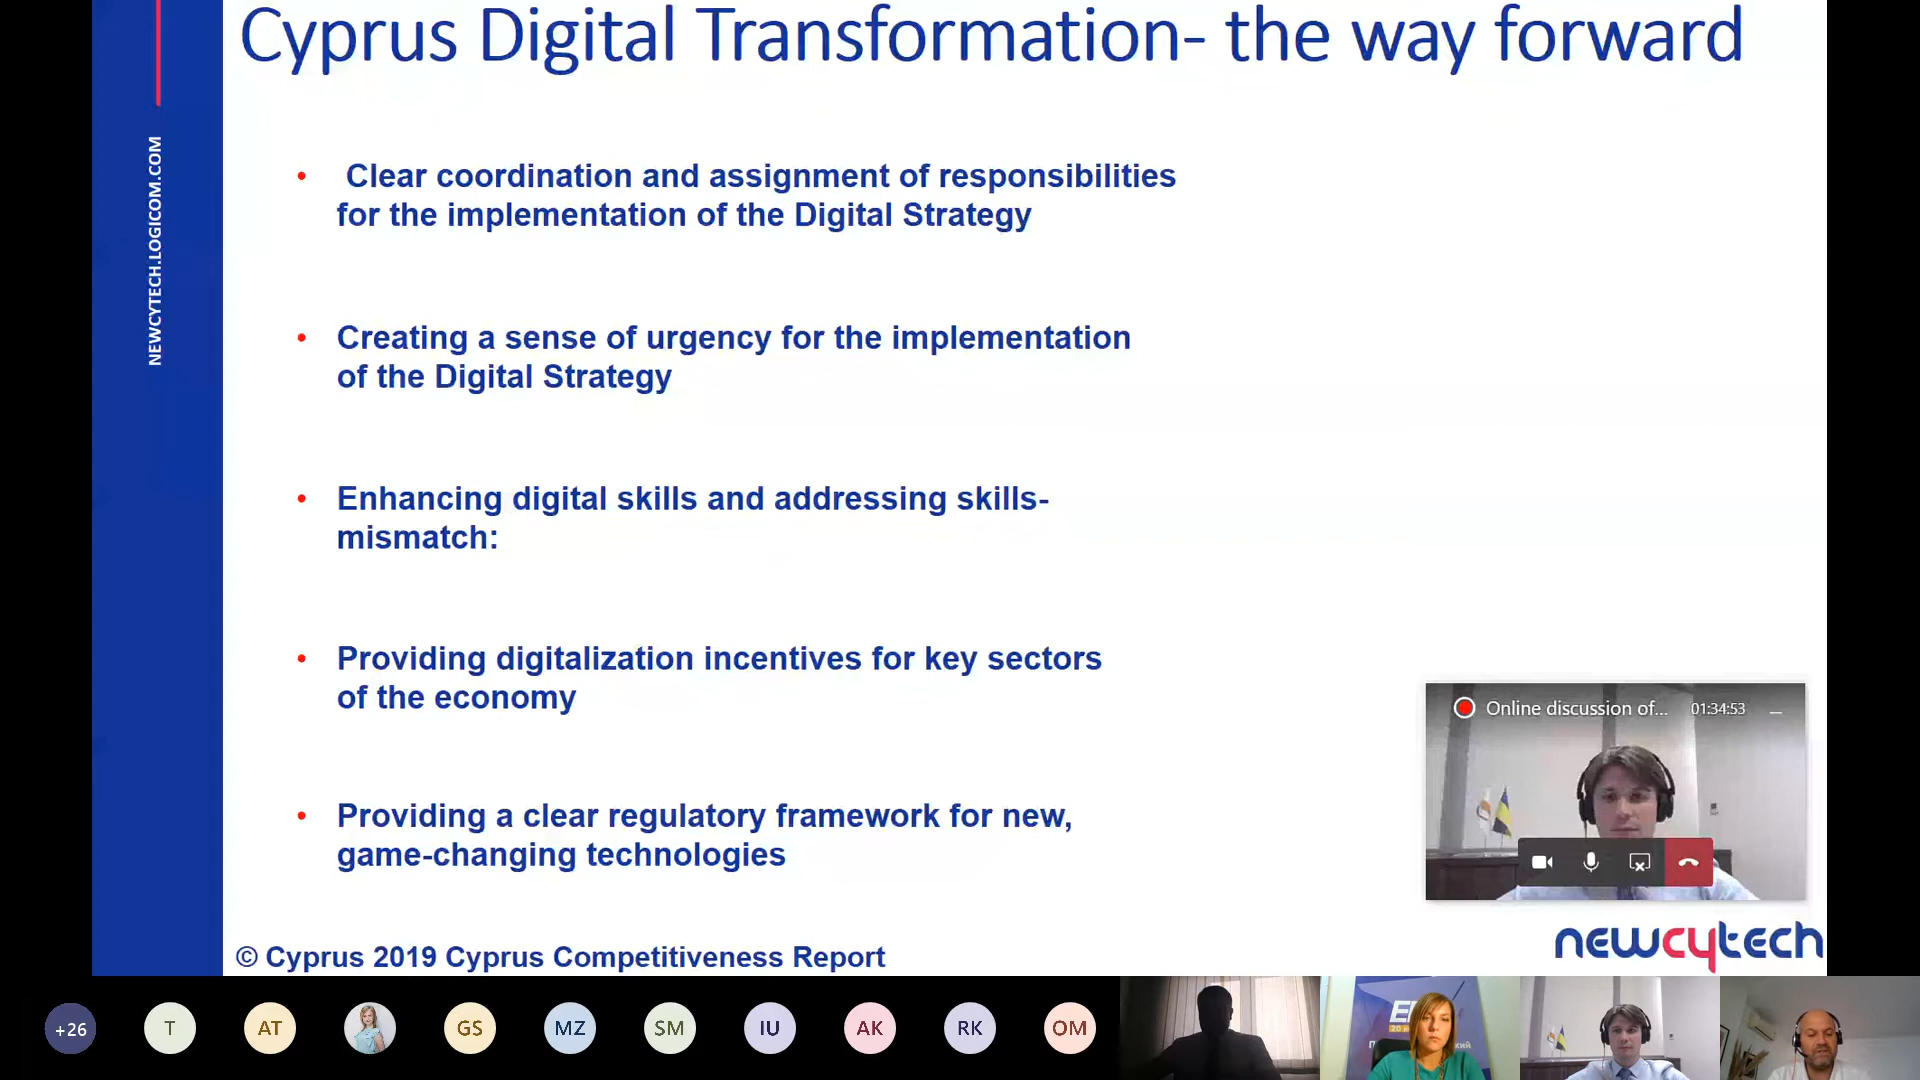 Cyprus Digital Transformation- the way forward
NEWCYTECH.LOGICOM.COM
• Clear coordination and assignment of responsibilities
for the implementation of the Digital Strategy
• Creating a sense of urgency for the implementation
of the Digital Strategy
• Enhancing digital skills and addressing skills-
mismatch:
• Providing digitalization incentives for key sectors
of the economy
• Providing a clear regulatory framework for new,
game-changing technologies
Online discussion of... 01:34:53
newcytech
© Cyprus 2019 Cyprus Competitiveness Report
+26 T AT GS MZ SM IU AK RK OM